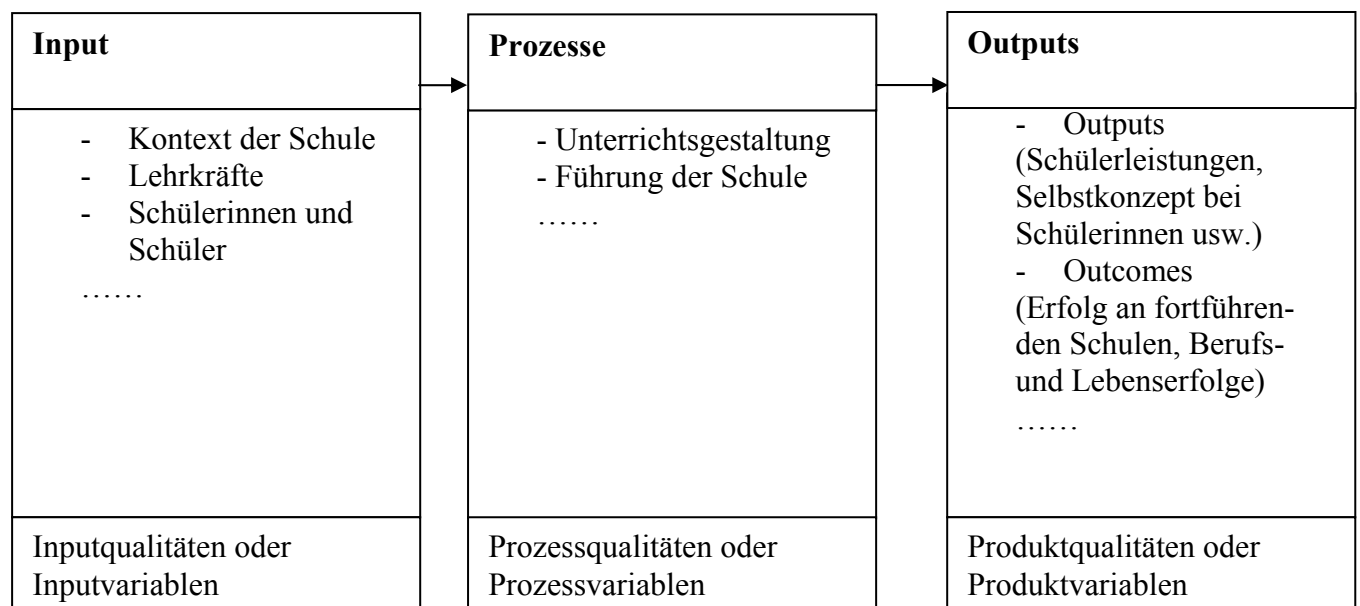 Input
- Kontext der Schule
- Lehrkräfte
- Schülerinnen und
Schüler
……
Inputqualitäten oder
Inputvariablen
Prozesse
- Unterrichtsgestaltung
- Führung der Schule
……
Prozessqualitäten oder
Prozessvariablen
Outputs
- Outputs
(Schülerleistungen,
Selbstkonzept bei
Schülerinnen usw.)
- Outcomes
(Erfolg an fortführen-
den Schulen, Berufs-
und Lebenserfolge)
……
Produktqualitäten oder
Produktvariablen